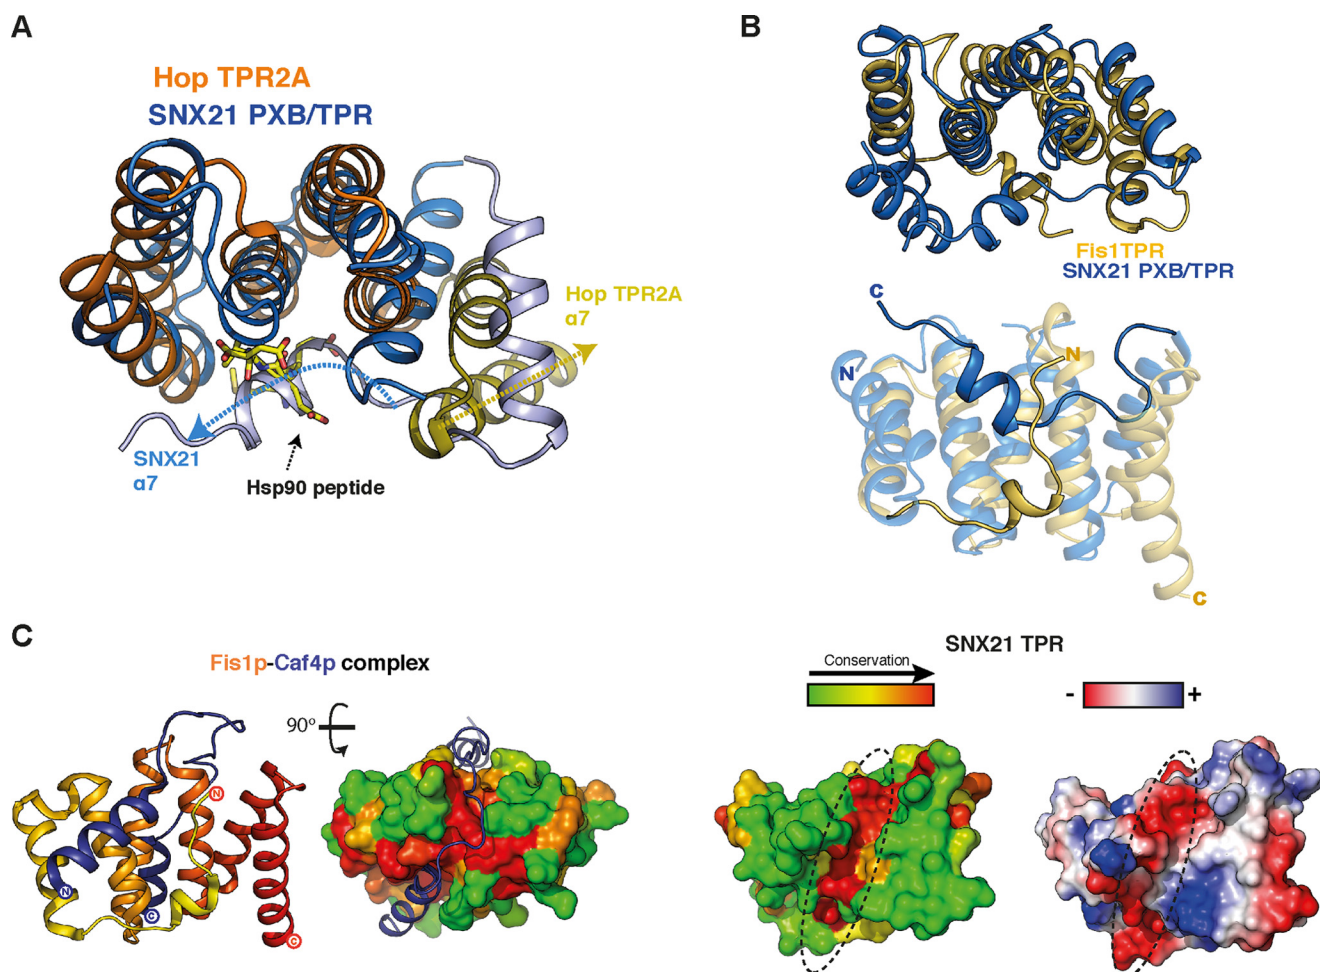 A
Hop TPR2A
SNX21 PXB/TPR
Hop TPR2A
α7
SNX21
α7
Hsp90 peptide
B
Fis1TPR
SNX21 PXB/TPR
C
N
N
C
C
Fis1p-Caf4p complex
90º
N
N
C
C
SNX21 TPR
Conservation
- +